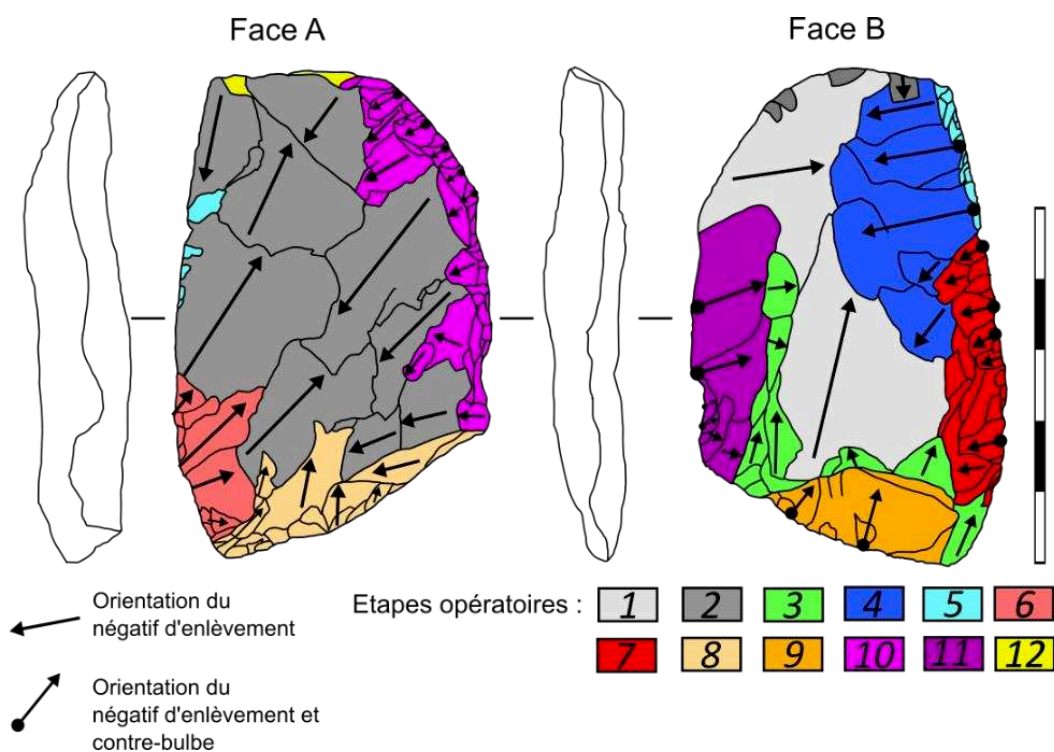 Face A
Face B
Orientation du
négatif d'enlèvement
Orientation du
négatif d'enlèvement et
contre-bulbe
Etapes opératoires :
1 2 3 4 5 6
7 8 9 10 11 12